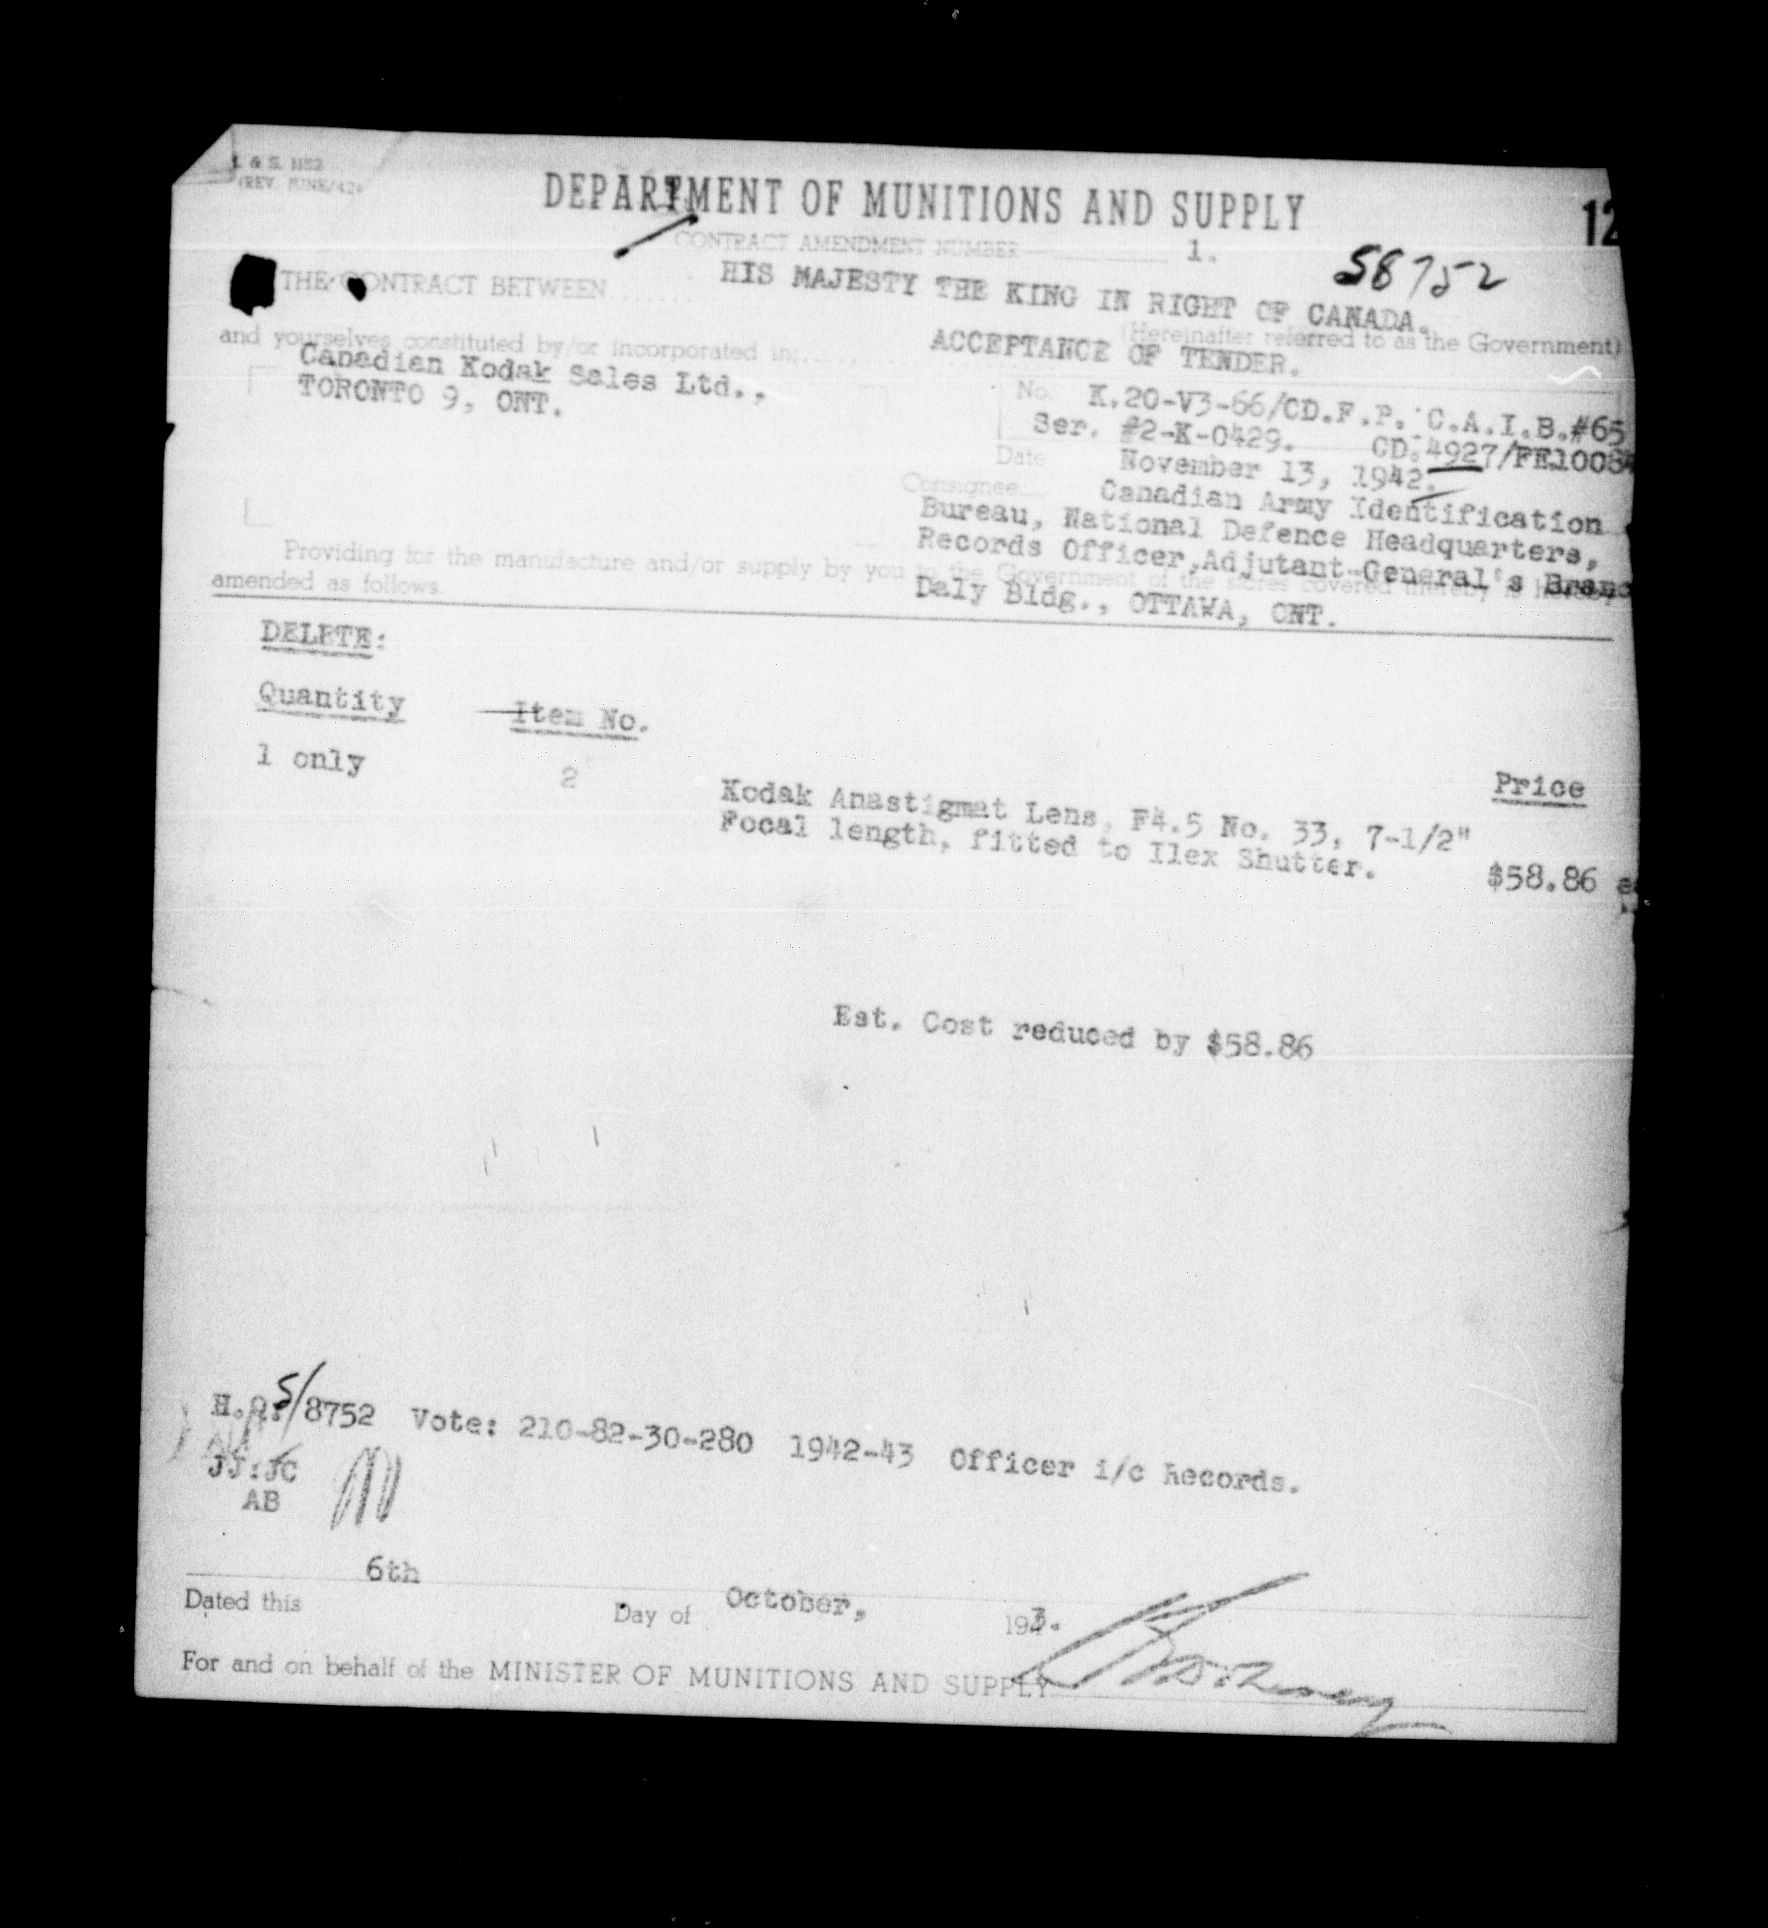 & S. 1152
(REV. JUNE/42)
DEPARTMENT OF MUNITIONS AND SUPPLY
12
CONTRACT AMENDMENT NUMBER 1.
58752
THE CONTRACT BETWEEN HIS MAJESTY THE KING IN RIGHT OF CANADA.
(Hereinafter referred to as the Government)
and yourselves constituted by/or incorporated in:
ACCEPTANCE OF TENDER.
Canadian Kodak Sales Ltd.,
TORONTO 9, ONT.
No. K.20-V3-66/CD.F.P. C.A.I.B.#65
Ser. #2-K-0429. CD.4927/FE1008
Date November 13, 1942.
Consignee Canadian Army Identification
Bureau, National Defence Headquarters,
Records Officer, Adjutant-General's Branc
Daly Bldg., OTTAWA, ONT.
Providing for the manufacture and/or supply by you to the Government of the stores covered thereby is hereby
amended as follows.
DELETE:
Quantity Item No.
Price
1 only 2 Kodak Anastigmat Lens, F4.5 No. 33, 7-1/2"
Focal length, fitted to Ilex Shutter. $58.86 e
Est. Cost reduced by $58.86
H.Q. 5/8752 Vote: 210-82-30-280 1942-43 Officer i/c Records.
JJ:JC
AB
Dated this 6th Day of October, 1943.
For and on behalf of the MINISTER OF MUNITIONS AND SUPPLY